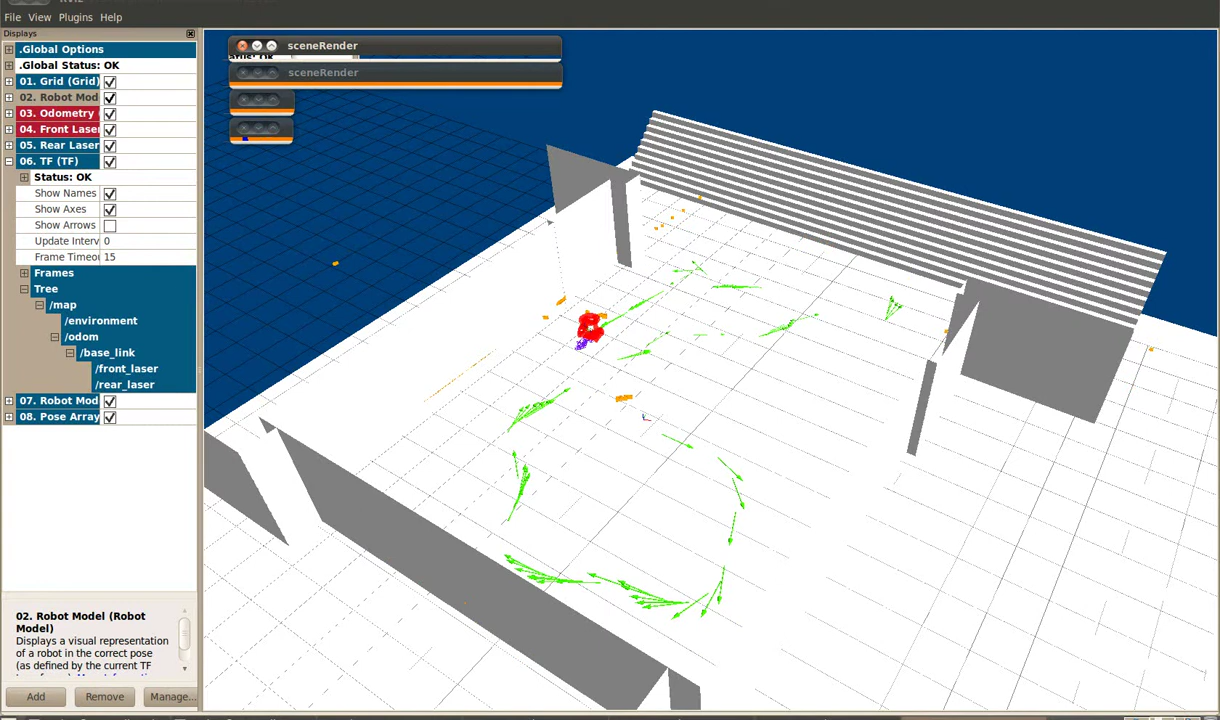 File View Plugins Help
Displays
.Global Options
.Global Status: OK
01. Grid (Grid)
02. Robot Mod
03. Odometry
04. Front Laser
05. Rear Laser
06. TF (TF)
Status: OK
Show Names
Show Axes
Show Arrows
Update Interv 0
Frame Timeou 15
Frames
Tree
/map
/environment
/odom
/base_link
/front_laser
/rear_laser
07. Robot Mod
08. Pose Array
02. Robot Model (Robot
Model)
Displays a visual representation
of a robot in the correct pose
(as defined by the current TF
Add Remove Manage...
sceneRender
sceneRender